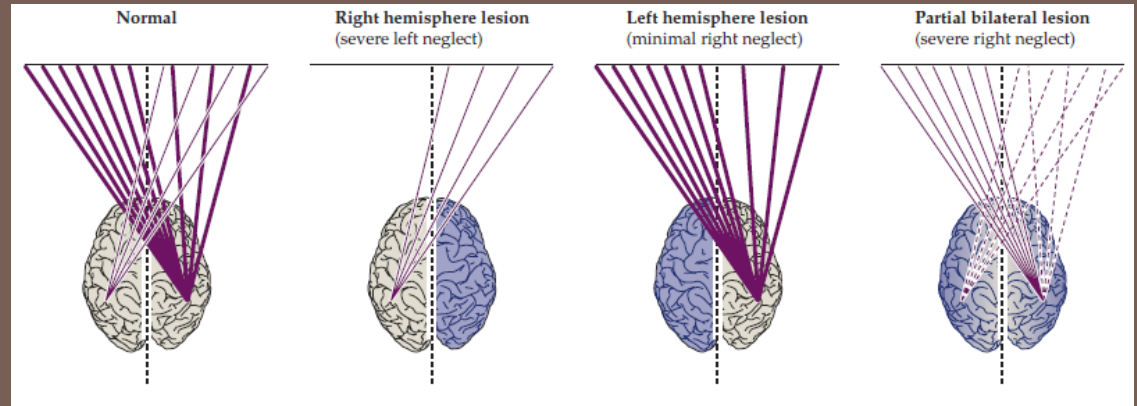 Normal
Right hemisphere lesion
(severe left neglect)
Left hemisphere lesion
(minimal right neglect)
Partial bilateral lesion
(severe right neglect)